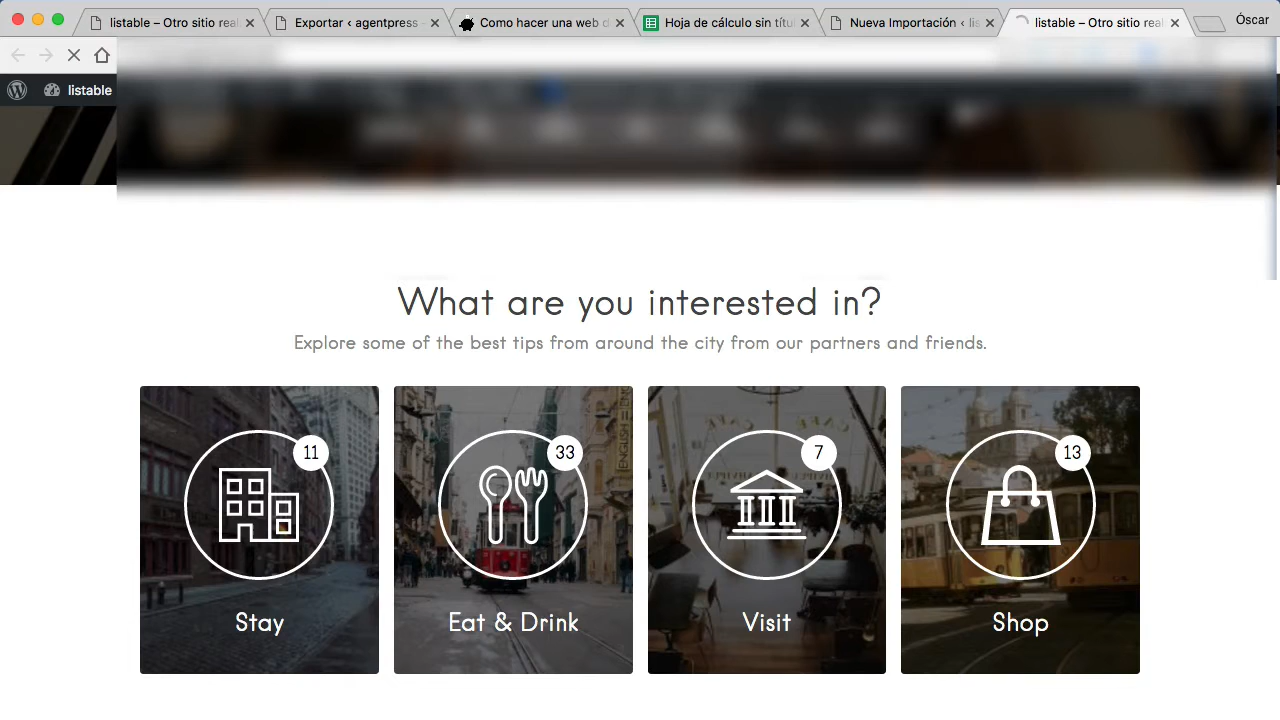 listable – Otro sitio real
Exportar ‹ agentpress –
Como hacer una web d
Hoja de cálculo sin títu
Nueva Importación ‹ lis
listable – Otro sitio real
Óscar
listable
What are you interested in?
Explore some of the best tips from around the city from our partners and friends.
11
33
7
13
Stay
Eat & Drink
Visit
Shop